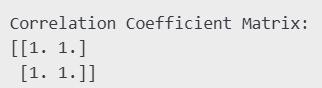 Correlation Coefficient Matrix:
[[1. 1.]
 [1. 1.]]